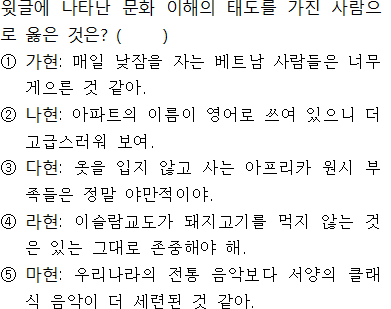 윗글에 나타난 문화 이해의 태도를 가진 사람으
로 옳은 것은? (     )
① 가현: 매일 낮잠을 자는 베트남 사람들은 너무
게으른 것 같아.
② 나현: 아파트의 이름이 영어로 쓰여 있으니 더
고급스러워 보여.
③ 다현: 옷을 입지 않고 사는 아프리카 원시 부
족들은 정말 야만적이야.
④ 라현: 이슬람교도가 돼지고기를 먹지 않는 것
은 있는 그대로 존중해야 해.
⑤ 마현: 우리나라의 전통 음악보다 서양의 클래
식 음악이 더 세련된 것 같아.